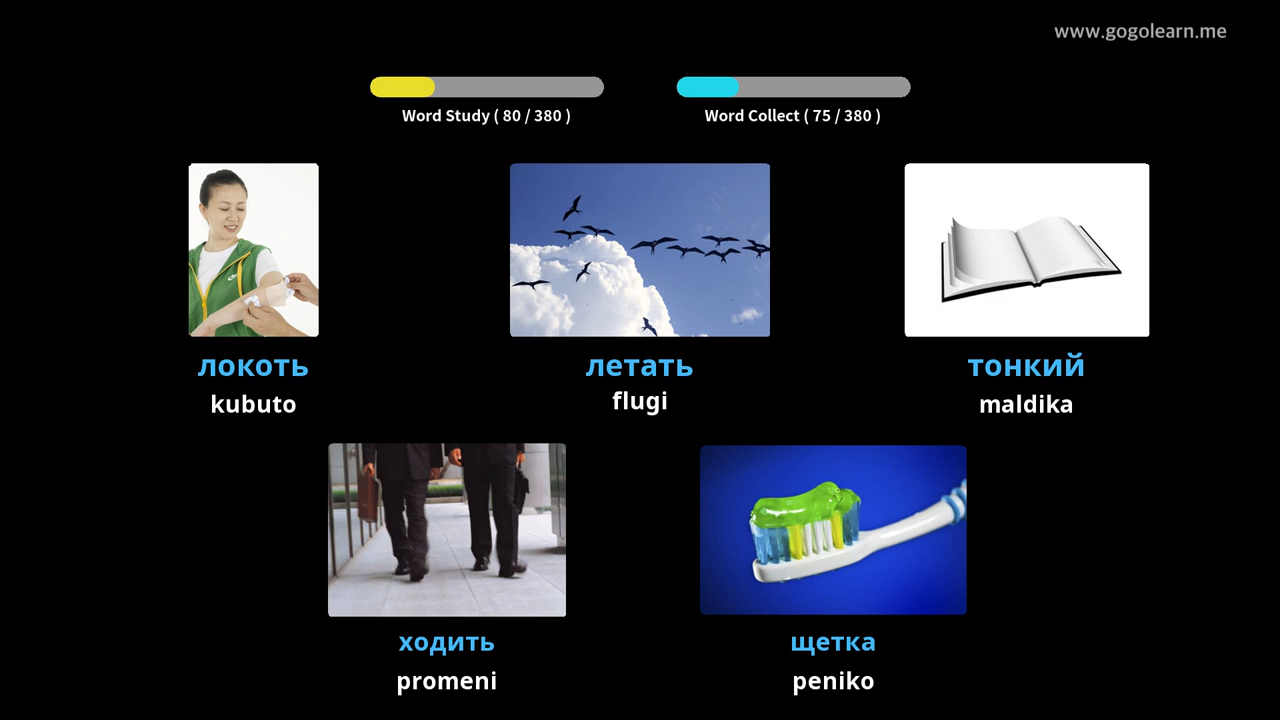 www.gogolearn.me
Word Study ( 80 / 380 )
Word Collect ( 75 / 380 )
локоть
kubuto
летать
flugi
тонкий
maldika
ходить
promeni
щетка
peniko